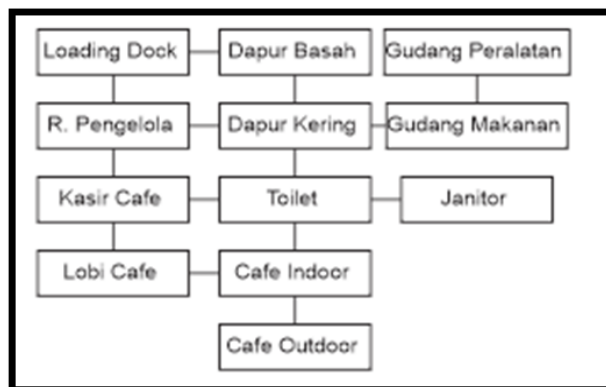 Loading Dock
Dapur Basah
Gudang Peralatan
R. Pengelola
Dapur Kering
Gudang Makanan
Kasir Cafe
Toilet
Janitor
Lobi Cafe
Cafe Indoor
Cafe Outdoor